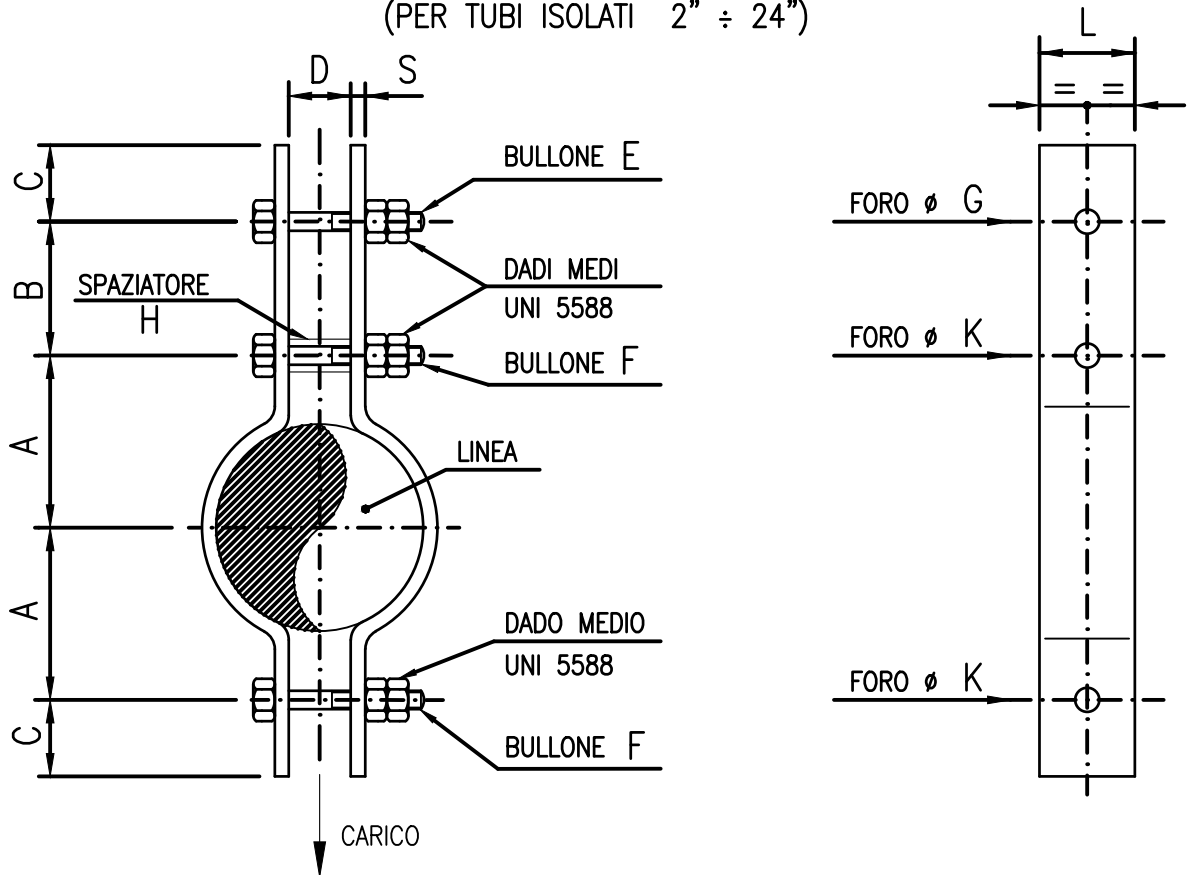 (PER TUBI ISOLATI 2" ÷ 24")
D
S
L
= =
C
BULLONE E
FORO ø G
B
SPAZIATORE
H
DADI MEDI
UNI 5588
FORO ø K
BULLONE F
A
LINEA
A
DADO MEDIO
UNI 5588
FORO ø K
C
BULLONE F
CARICO